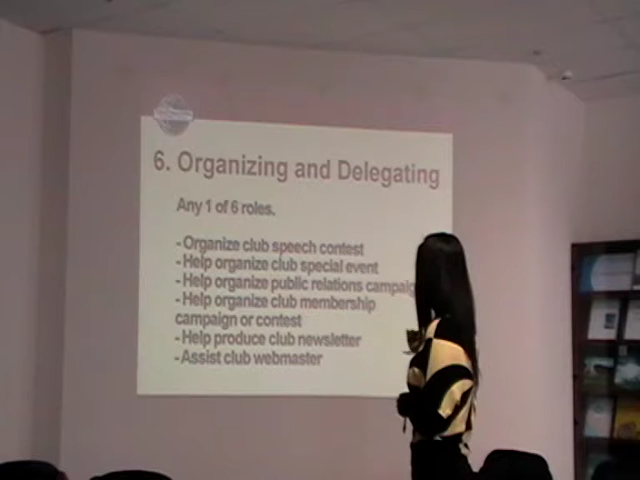 6. Organizing and Delegating
Any 1 of 6 roles.
- Organize club speech contest
- Help organize club special event
- Help organize public relations campaig
- Help organize club membership
campaign or contest
- Help produce club newsletter
- Assist club webmaster